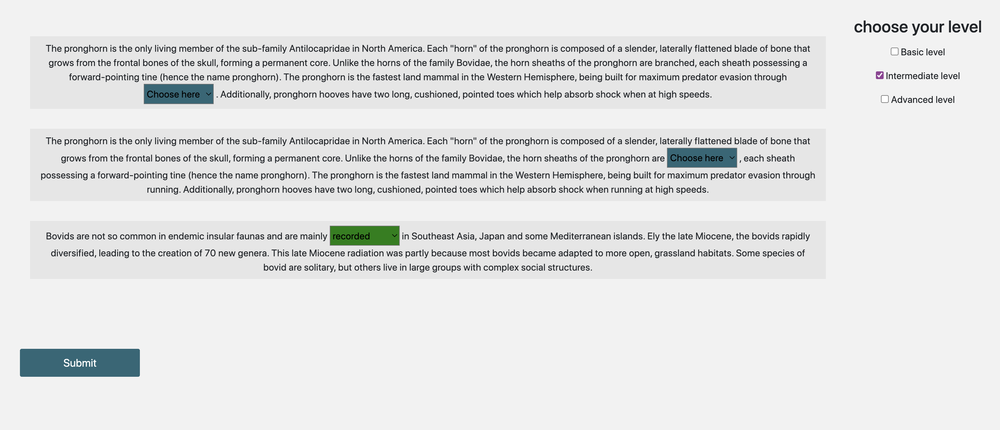 choose your level
Basic level
Intermediate level
Advanced level
The pronghorn is the only living member of the sub-family Antilocapridae in North America. Each "horn" of the pronghorn is composed of a slender, laterally flattened blade of bone that
grows from the frontal bones of the skull, forming a permanent core. Unlike the horns of the family Bovidae, the horn sheaths of the pronghorn are branched, each sheath possessing a
forward-pointing tine (hence the name pronghorn). The pronghorn is the fastest land mammal in the Western Hemisphere, being built for maximum predator evasion through
Choose here . Additionally, pronghorn hooves have two long, cushioned, pointed toes which help absorb shock when at high speeds.
The pronghorn is the only living member of the sub-family Antilocapridae in North America. Each "horn" of the pronghorn is composed of a slender, laterally flattened blade of bone that
grows from the frontal bones of the skull, forming a permanent core. Unlike the horns of the family Bovidae, the horn sheaths of the pronghorn are Choose here , each sheath
possessing a forward-pointing tine (hence the name pronghorn). The pronghorn is the fastest land mammal in the Western Hemisphere, being built for maximum predator evasion through
running. Additionally, pronghorn hooves have two long, cushioned, pointed toes which help absorb shock when running at high speeds.
Bovids are not so common in endemic insular faunas and are mainly recorded in Southeast Asia, Japan and some Mediterranean islands. Ely the late Miocene, the bovids rapidly
diversified, leading to the creation of 70 new genera. This late Miocene radiation was partly because most bovids became adapted to more open, grassland habitats. Some species of
bovid are solitary, but others live in large groups with complex social structures.
Submit